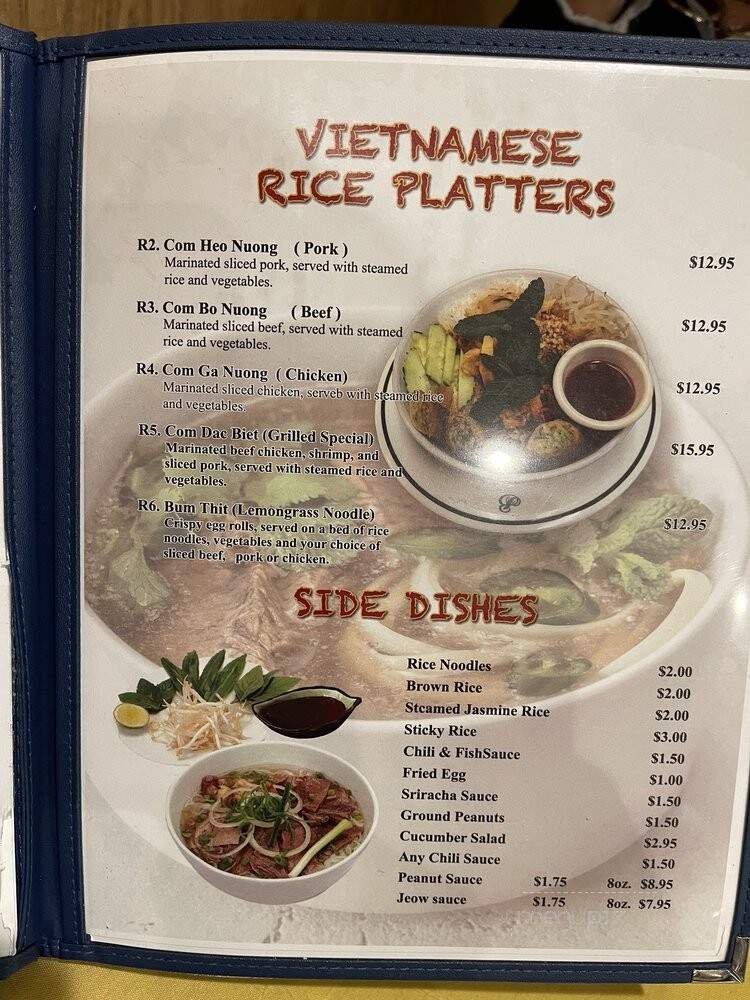 VIETNAMESE
RICE PLATTERS
R2. Com Heo Nuong ( Pork ) $12.95
Marinated sliced pork, served with steamed
rice and vegetables.
R3. Com Bo Nuong ( Beef ) $12.95
Marinated sliced beef, served with steamed
rice and vegetables.
R4. Com Ga Nuong ( Chicken) $12.95
Marinated sliced chicken, serveb with steamed rice
and vegetables.
R5. Com Dac Biet (Grilled Special) $15.95
Marinated beef chicken, shrimp, and
sliced pork, served with steamed rice and
vegetables.
R6. Bum Thit (Lemongrass Noodle) $12.95
Crispy egg rolls, served on a bed of rice
noodles, vegetables and your choice of
sliced beef, pork or chicken.
SIDE DISHES
Rice Noodles $2.00
Brown Rice $2.00
Stcamed Jasmine Rice $2.00
Sticky Rice $3.00
Chili & FishSauce $1.50
Fried Egg $1.00
Sriracha Sauce $1.50
Ground Peanuts $1.50
Cucumber Salad $2.95
Any Chili Sauce $1.50
Peanut Sauce $1.75 8oz. $8.95
Jeow sauce $1.75 8oz. $7.95